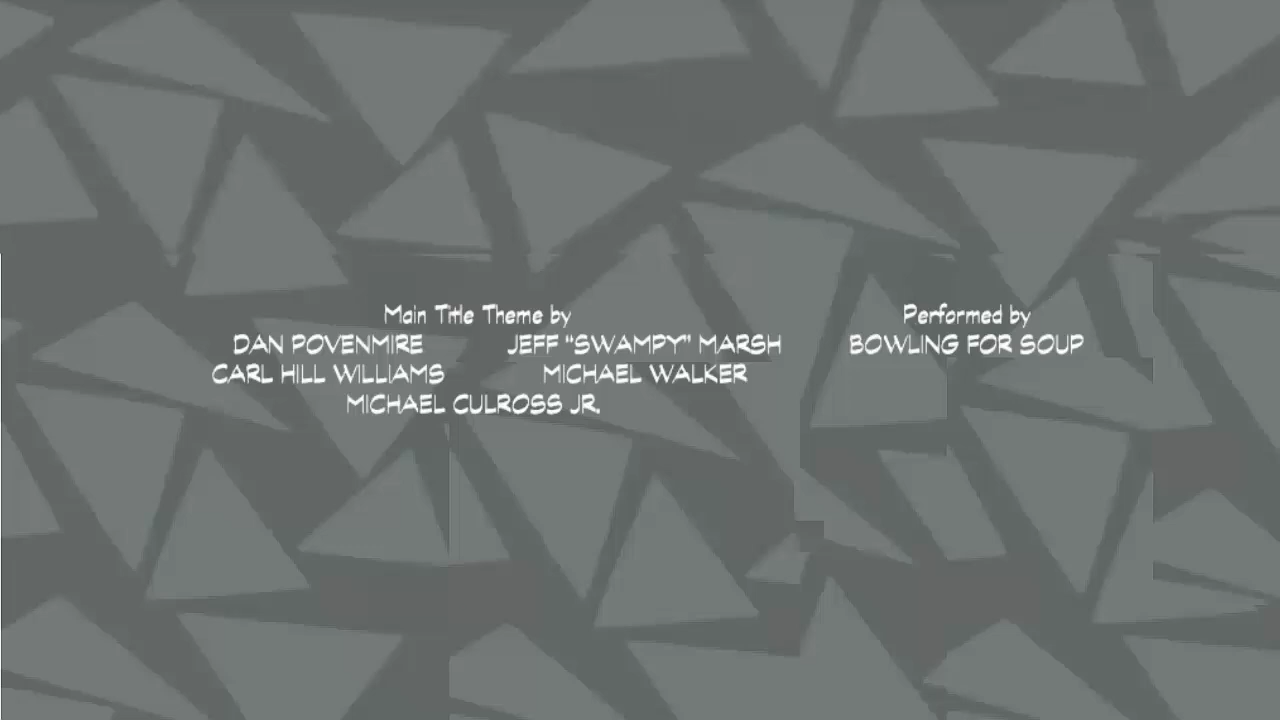 Main Title Theme by
DAN POVENMIRE JEFF “SWAMPY” MARSH
CARL HILL WILLIAMS MICHAEL WALKER
MICHAEL CULROSS JR.
Performed by
BOWLING FOR SOUP